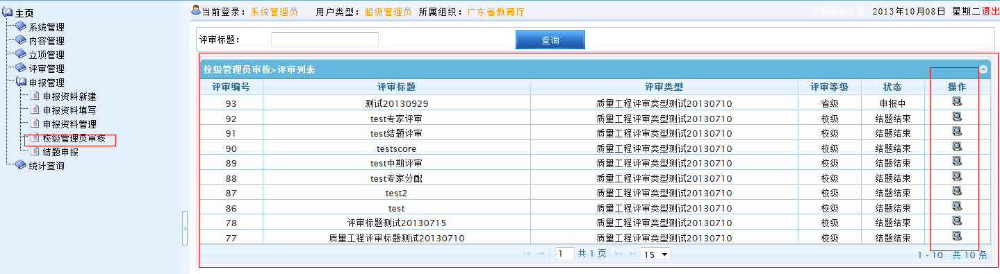 主页
系统管理
内容管理
立项管理
评审管理
申报管理
申报资料新建
申报资料填写
申报资料管理
校级管理员审核
结题申报
统计查询
当前登录：系统管理员 用户类型：超级管理员 所属组织：广东省教育厅 下载操作手册 2013年10月08日 星期二退出
评审标题： 查询
校级管理员审核>评审列表
评审编号 评审标题 评审类型 评审等级 状态 操作
93 测试20130929 质量工程评审类型测试20130710 省级 申报中
92 test专家评审 质量工程评审类型测试20130710 校级 结题结束
91 test结题评审 质量工程评审类型测试20130710 校级 结题结束
90 testscore 质量工程评审类型测试20130710 校级 结题结束
89 test中期评审 质量工程评审类型测试20130710 校级 结题结束
88 test专家分配 质量工程评审类型测试20130710 校级 结题结束
87 test2 质量工程评审类型测试20130710 校级 结题结束
86 test 质量工程评审类型测试20130710 校级 结题结束
78 评审标题测试20130715 质量工程评审类型测试20130710 校级 结题结束
77 质量工程评审标题测试20130710 质量工程评审类型测试20130710 校级 结题结束
1 共 1 页 15 1 - 10 共 10 条